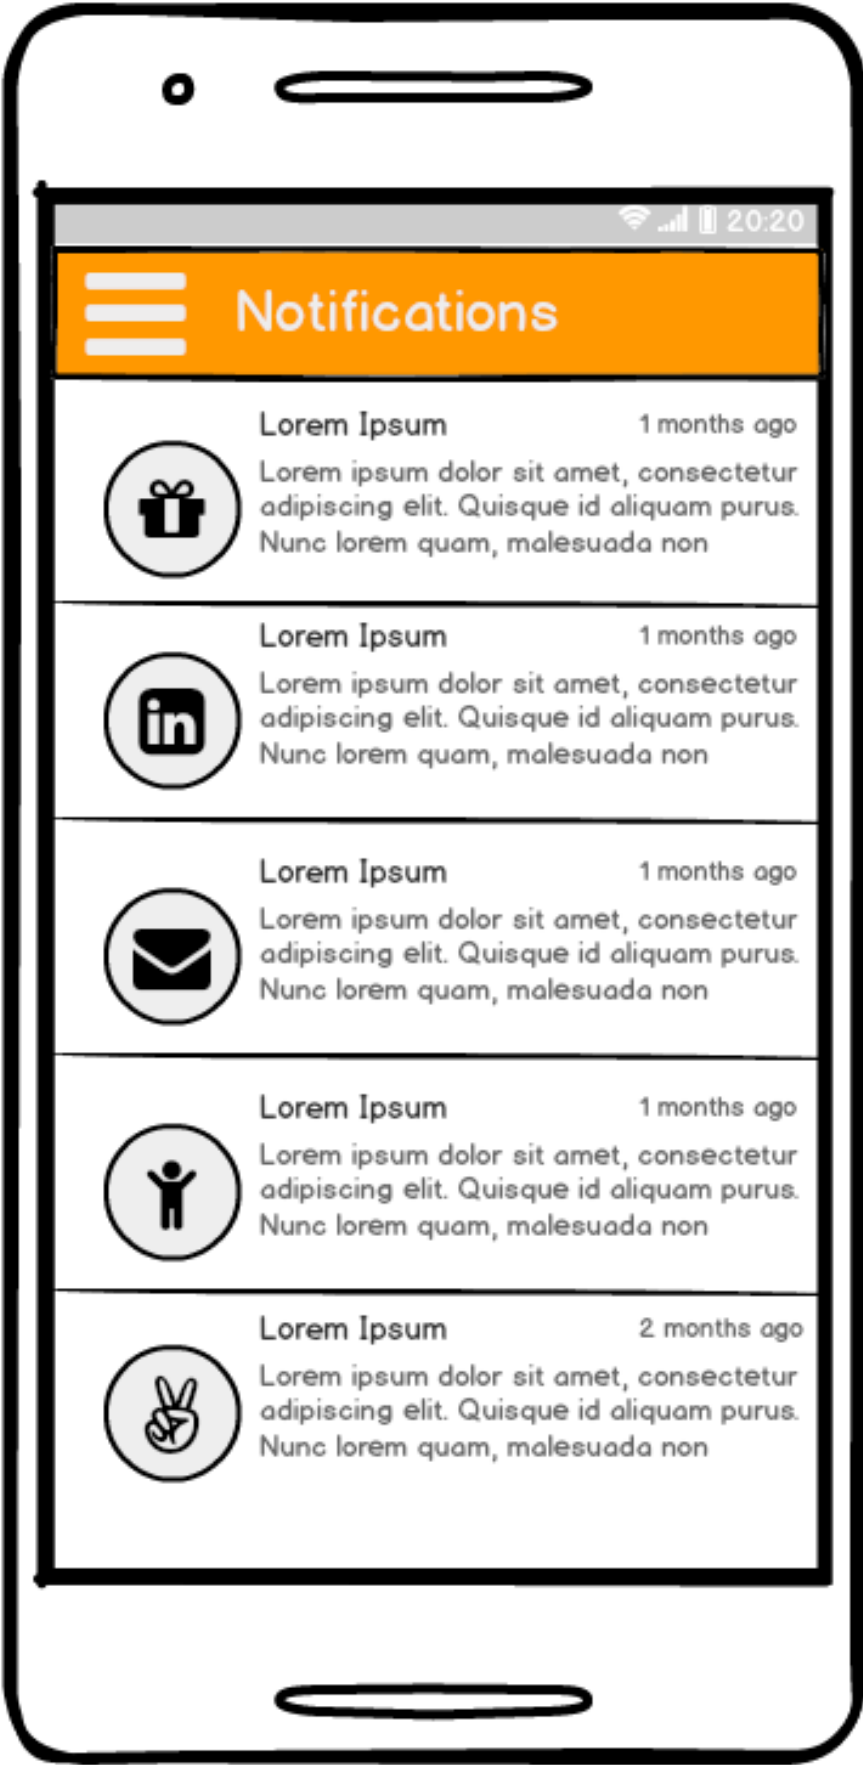 20:20
Notifications
Lorem Ipsum 1 months ago
Lorem ipsum dolor sit amet, consectetur
adipiscing elit. Quisque id aliquam purus.
Nunc lorem quam, malesuada non
in
Lorem Ipsum 1 months ago
Lorem ipsum dolor sit amet, consectetur
adipiscing elit. Quisque id aliquam purus.
Nunc lorem quam, malesuada non
Lorem Ipsum 1 months ago
Lorem ipsum dolor sit amet, consectetur
adipiscing elit. Quisque id aliquam purus.
Nunc lorem quam, malesuada non
Lorem Ipsum 1 months ago
Lorem ipsum dolor sit amet, consectetur
adipiscing elit. Quisque id aliquam purus.
Nunc lorem quam, malesuada non
Lorem Ipsum 2 months ago
Lorem ipsum dolor sit amet, consectetur
adipiscing elit. Quisque id aliquam purus.
Nunc lorem quam, malesuada non